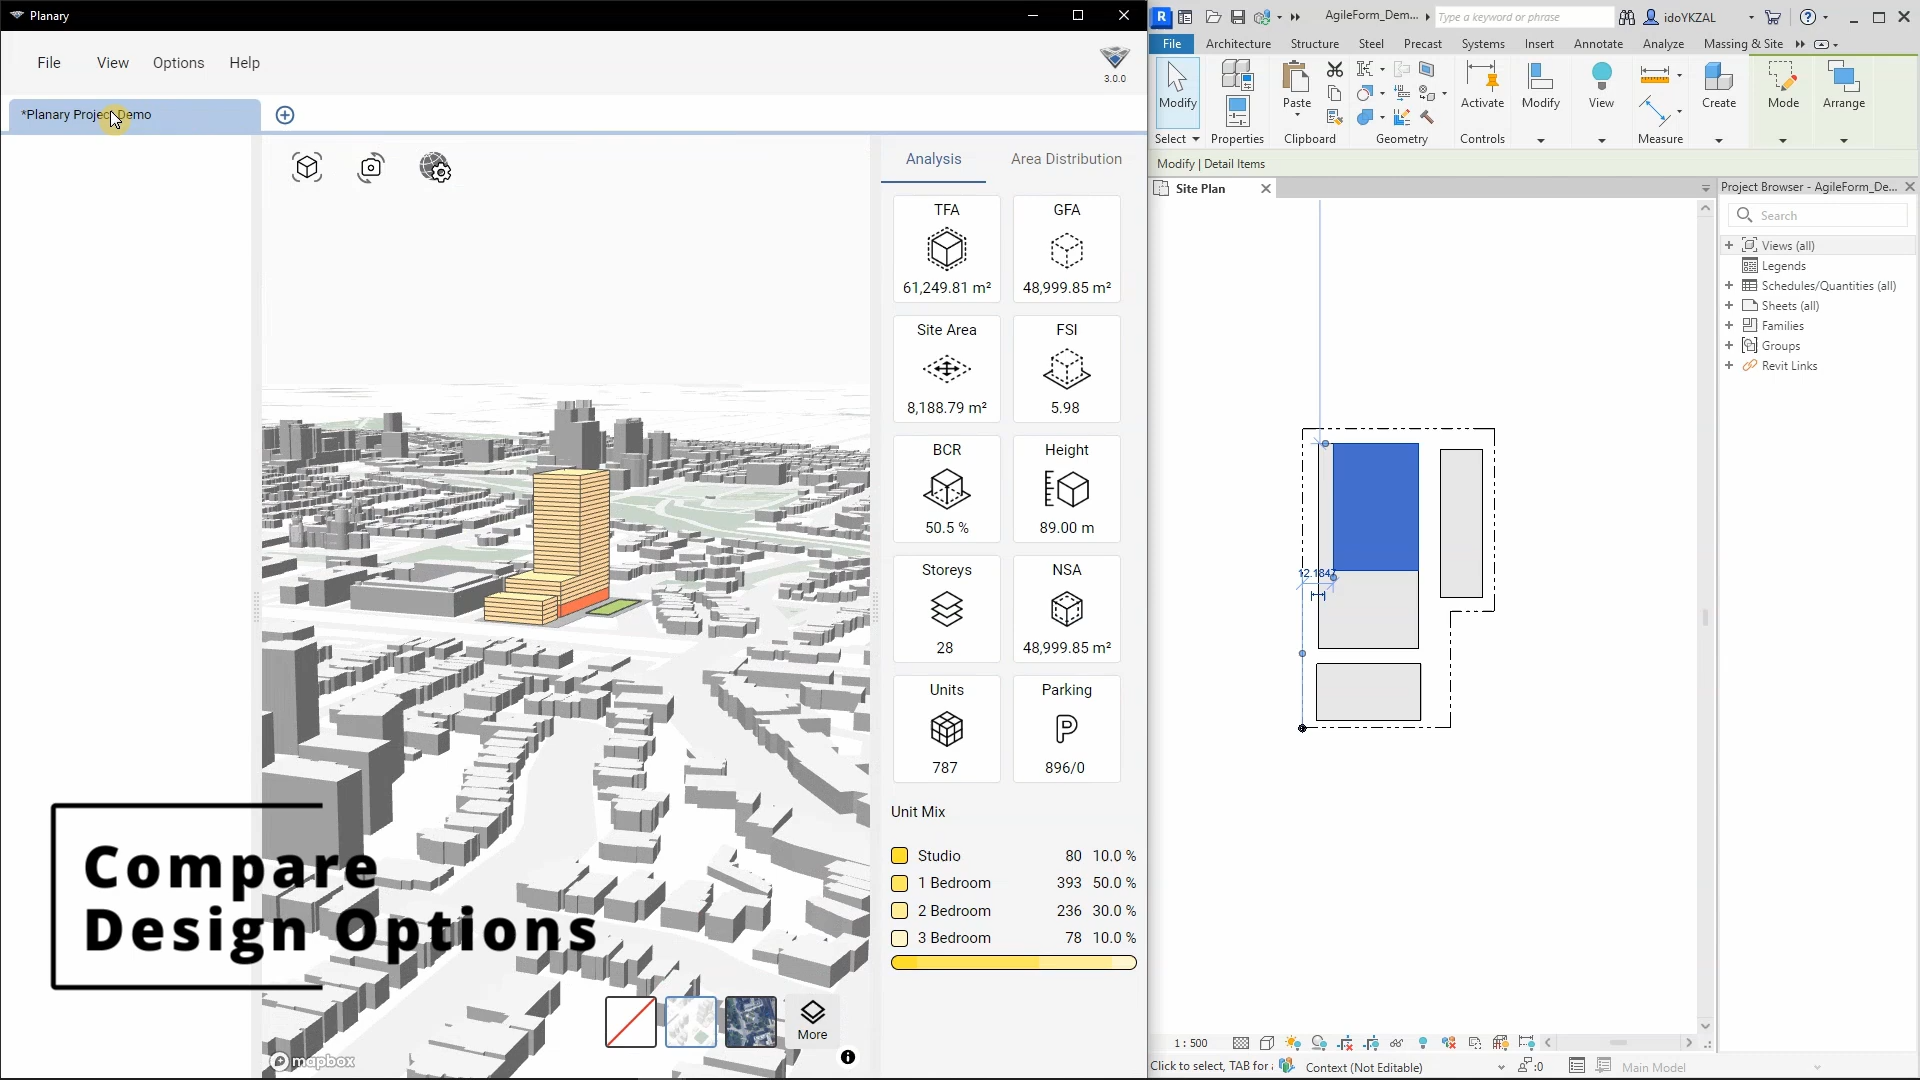 Planary
File View Options Help
3.0.0
*Planary Project Demo
Analysis Area Distribution
TFA
61,249.81 m²
GFA
48,999.85 m²
Site Area
8,188.79 m²
FSI
5.98
BCR
50.5 %
Height
89.00 m
Storeys
28
NSA
48,999.85 m²
Units
787
Parking
P
896/0
Unit Mix
Studio 80 10.0 %
1 Bedroom 393 50.0 %
2 Bedroom 236 30.0 %
3 Bedroom 78 10.0 %
Compare
Design Options
More
mapbox
R
AgileForm_Dem...
Type a keyword or phrase
idoYKZAL
File Architecture Structure Steel Precast Systems Insert Annotate Analyze Massing & Site
Modify
Paste
Activate
Modify
View
Create
Mode
Arrange
Select Properties Clipboard Geometry Controls Measure
Modify | Detail Items
Site Plan
Project Browser - AgileForm_De...
Search
Views (all)
Legends
Schedules/Quantities (all)
Sheets (all)
Families
Groups
Revit Links
1 : 500
Click to select, TAB for
Context (Not Editable)
:0
Main Model